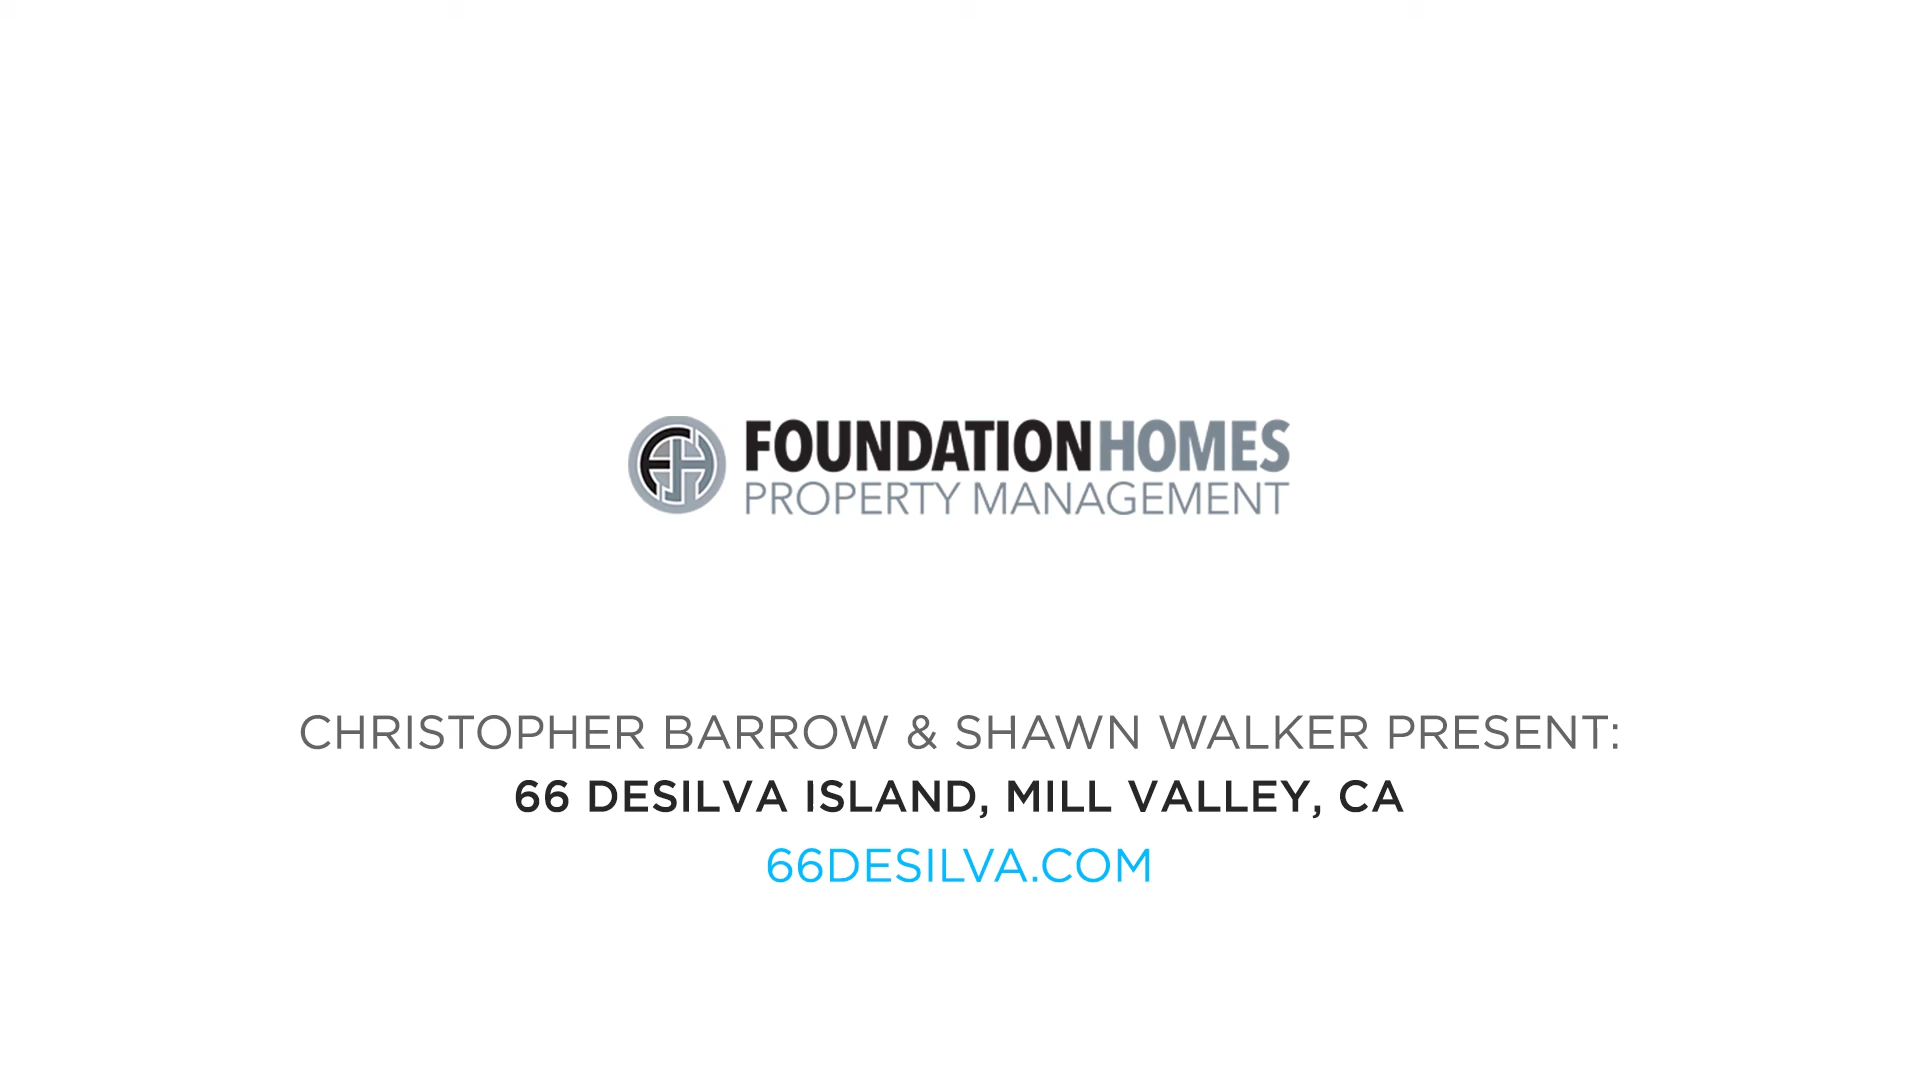 FOUNDATIONHOMES
PROPERTY MANAGEMENT
CHRISTOPHER BARROW & SHAWN WALKER PRESENT:
66 DESILVA ISLAND, MILL VALLEY, CA
66DESILVA.COM